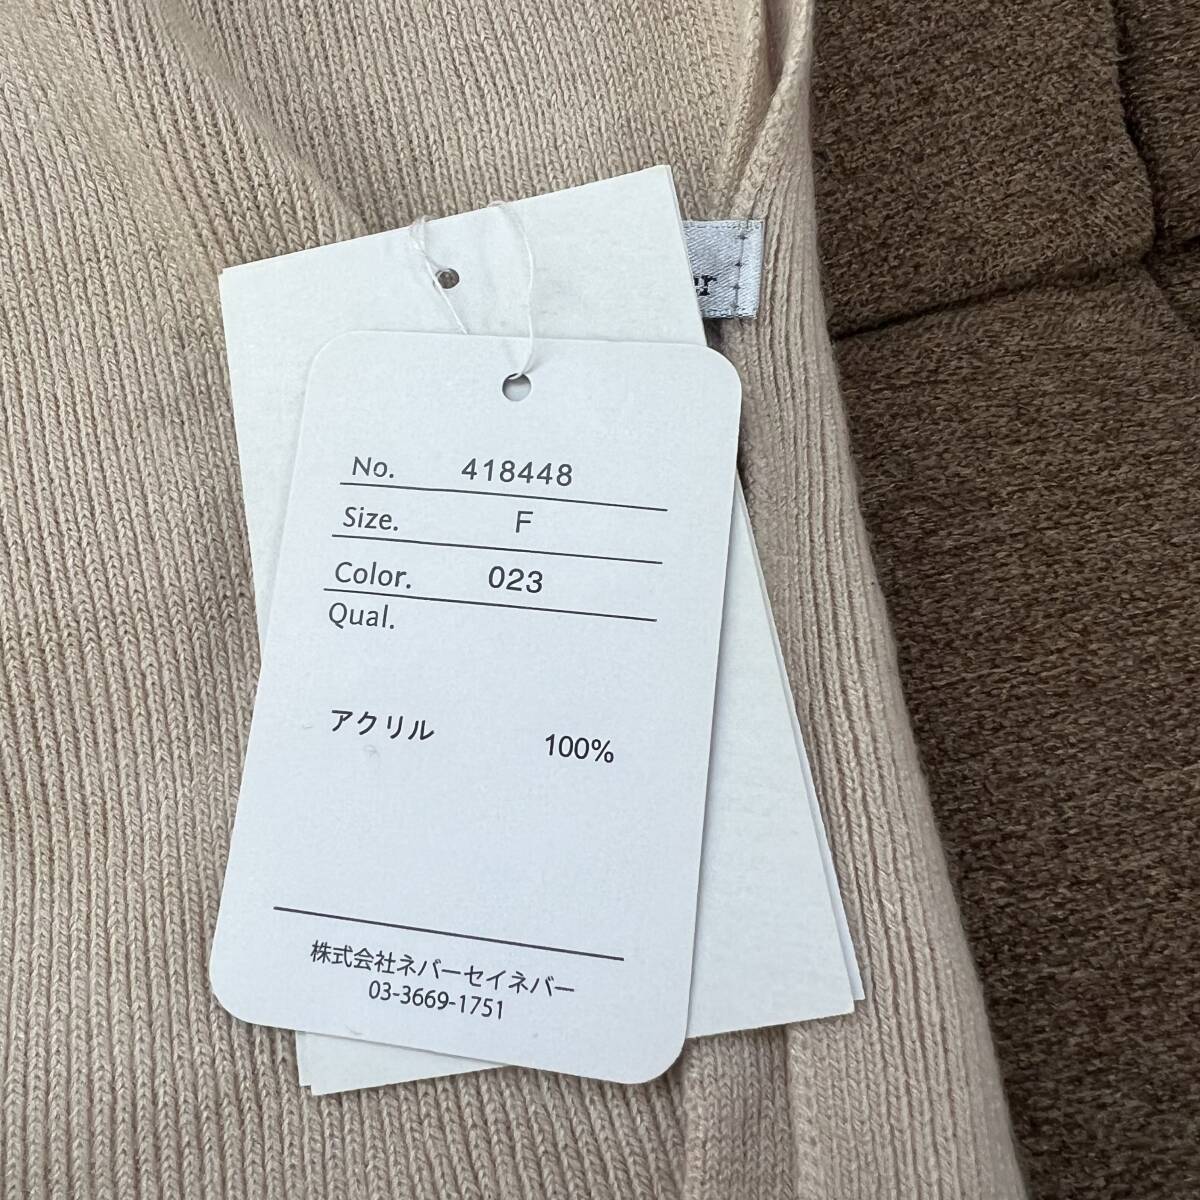 No. 418448
Size. F
Color. 023
Qual.
アクリル 100%
株式会社ネバーセイネバー
03-3669-1751